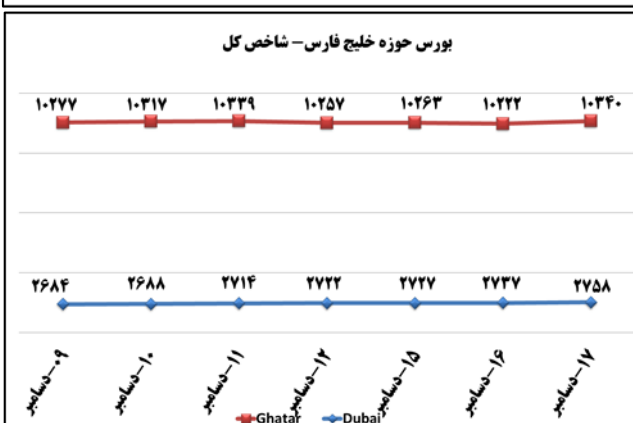 بورس حوزه خلیج فارس – شاخص کل
۱۰۲۷۷ ۱۰۳۱۷ ۱۰۳۳۹ ۱۰۲۵۷ ۱۰۲۶۳ ۱۰۲۲۲ ۱۰۳۴۰
۲۶۸۴ ۲۶۸۸ ۲۷۱۴ ۲۷۲۲ ۲۷۲۷ ۲۷۳۷ ۲۷۵۸
۰۹-دسامبر ۱۰-دسامبر ۱۱-دسامبر ۱۲-دسامبر ۱۵-دسامبر ۱۶-دسامبر ۱۷-دسامبر
Ghatar Dubai